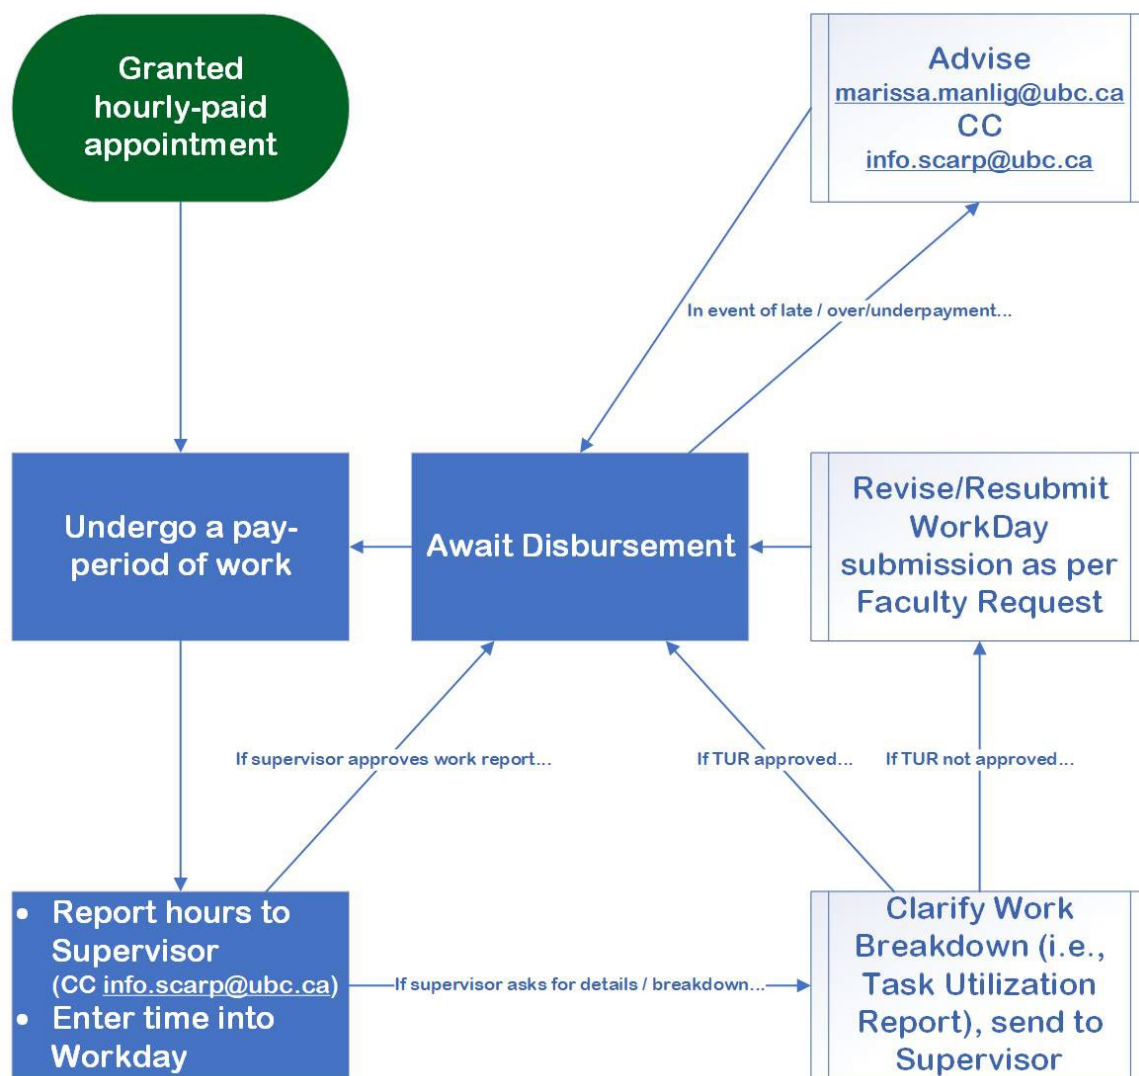 Granted
hourly-paid
appointment
Advise
marissa.manlig@ubc.ca
CC
info.scarp@ubc.ca
In event of late / over/underpayment...
Undergo a pay-
period of work
Await Disbursement
Revise/Resubmit
WorkDay
submission as per
Faculty Request
If supervisor approves work report...
If TUR approved...
If TUR not approved...
• Report hours to
Supervisor
(CC info.scarp@ubc.ca)
• Enter time into
Workday
If supervisor asks for details / breakdown...
Clarify Work
Breakdown (i.e.,
Task Utilization
Report), send to
Supervisor